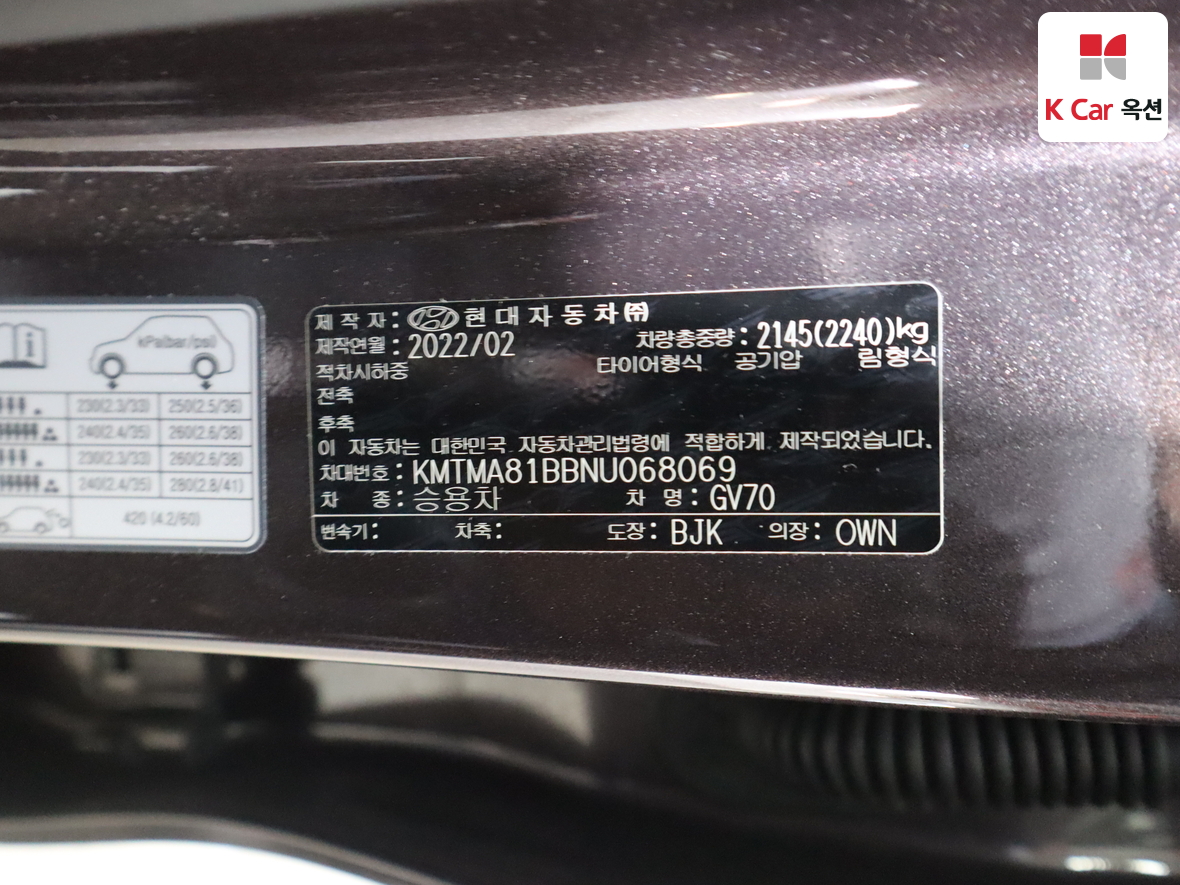 K Car 옥션
kPa(bar/psi)
230(2.3/33) 250(2.5/36)
240(2.4/35) 260(2.6/38)
230(2.3/33) 260(2.6/38)
240(2.4/35) 280(2.8/41)
420 (4.2/60)
제 작 자 : 현 대 자 동 차 ㈜
제작연월 : 2022/02 차량총중량 : 2145(2240)kg
적차시하중 타이어형식 공기압 림형식
전축
후축
이 자동차는 대한민국 자동차관리법령에 적합하게 제작되었습니다.
차대번호 : KMTMA81BBNU068069
차 종 : 승용차 차 명 : GV70
변속기 : 차축 : 도장 : BJK 의장 : OWN